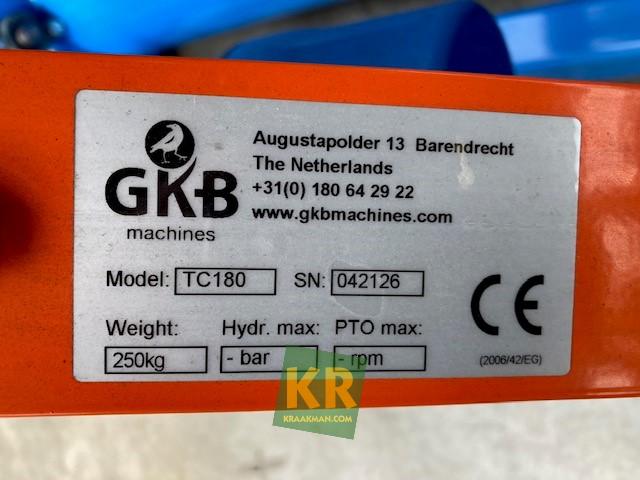 GKB
machines
Augustapolder 13 Barendrecht
The Netherlands
+31(0) 180 64 29 22
www.gkbmachines.com
Model: TC180 SN: 042126
Weight: Hydr. max: PTO max:
250kg - bar - rpm
CE
(2006/42/EG)
KR
KRAAKMAN.COM